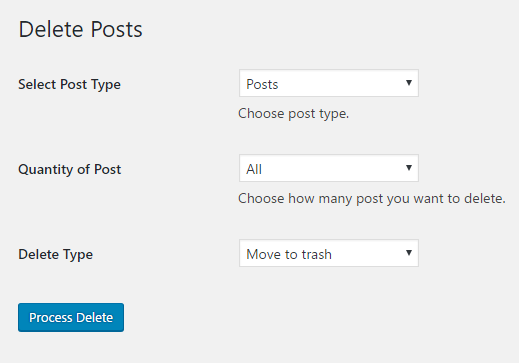 Delete Posts
Select Post Type
Posts
Choose post type.
Quantity of Post
All
Choose how many post you want to delete.
Delete Type
Move to trash
Process Delete